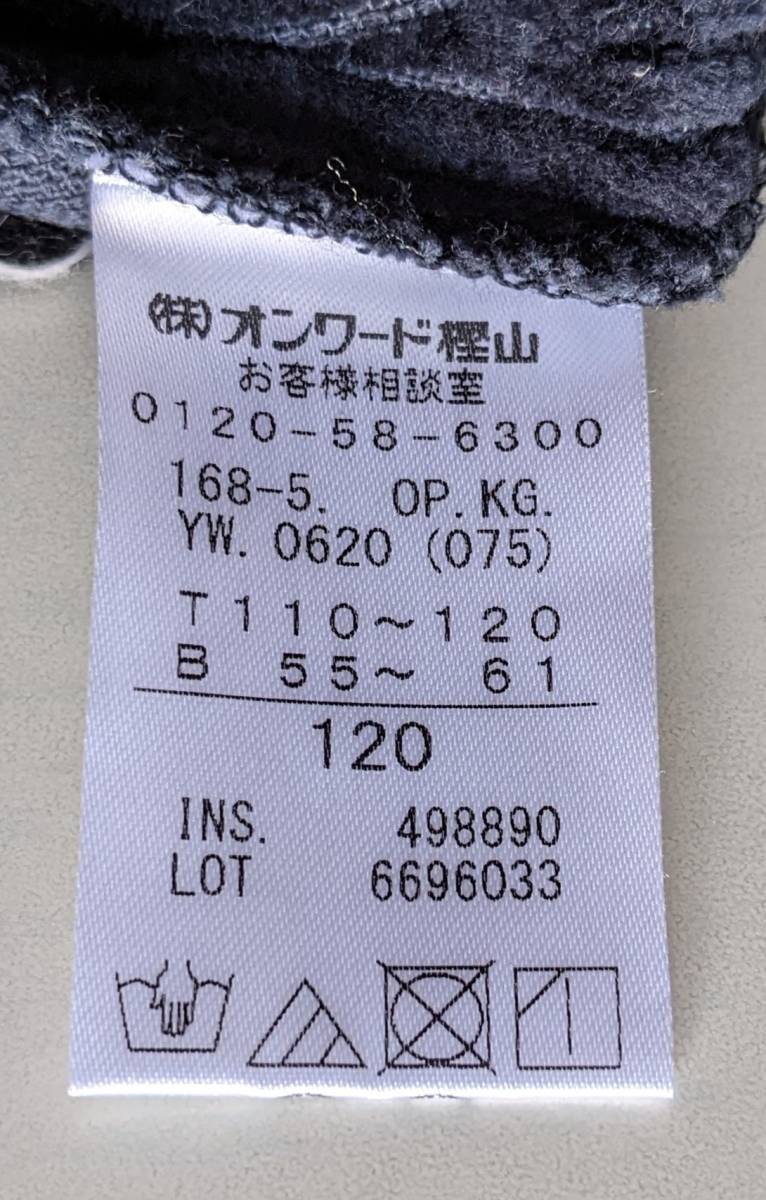 (株)オンワード樫山
お客様相談室
0120-58-6300
168-5. OP. KG.
YW. 0620 (075)
T 110～120
B 55～ 61
120
INS. 498890
LOT 6696033